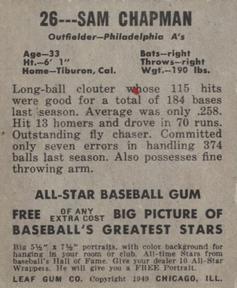 26---SAM CHAPMAN
Outfielder—Philadelphia A's
Age—33 Bats—right
Ht.—6' 1" Throws—right
Home—Tiburon, Cal. Wgt.—190 lbs.
Long-ball clouter whose 115 hits
were good for a total of 184 bases
last season. Average was only .258.
Hit 13 homers and drove in 70 runs.
Outstanding fly chaser. Committed
only seven errors in handling 374
balls last season. Also possesses fine
throwing arm.
ALL-STAR BASEBALL GUM
FREE OF ANY EXTRA COST BIG PICTURE OF
BASEBALL'S GREATEST STARS
Big 5½" x 7½" portraits, with color background for
hanging in your room or club. All-time Stars from
baseball's Hall of Fame. Give your dealer 10 All-Star
Wrappers. He will give you a FREE Portrait.
LEAF GUM CO. Copyright 1949 CHICAGO, ILL.